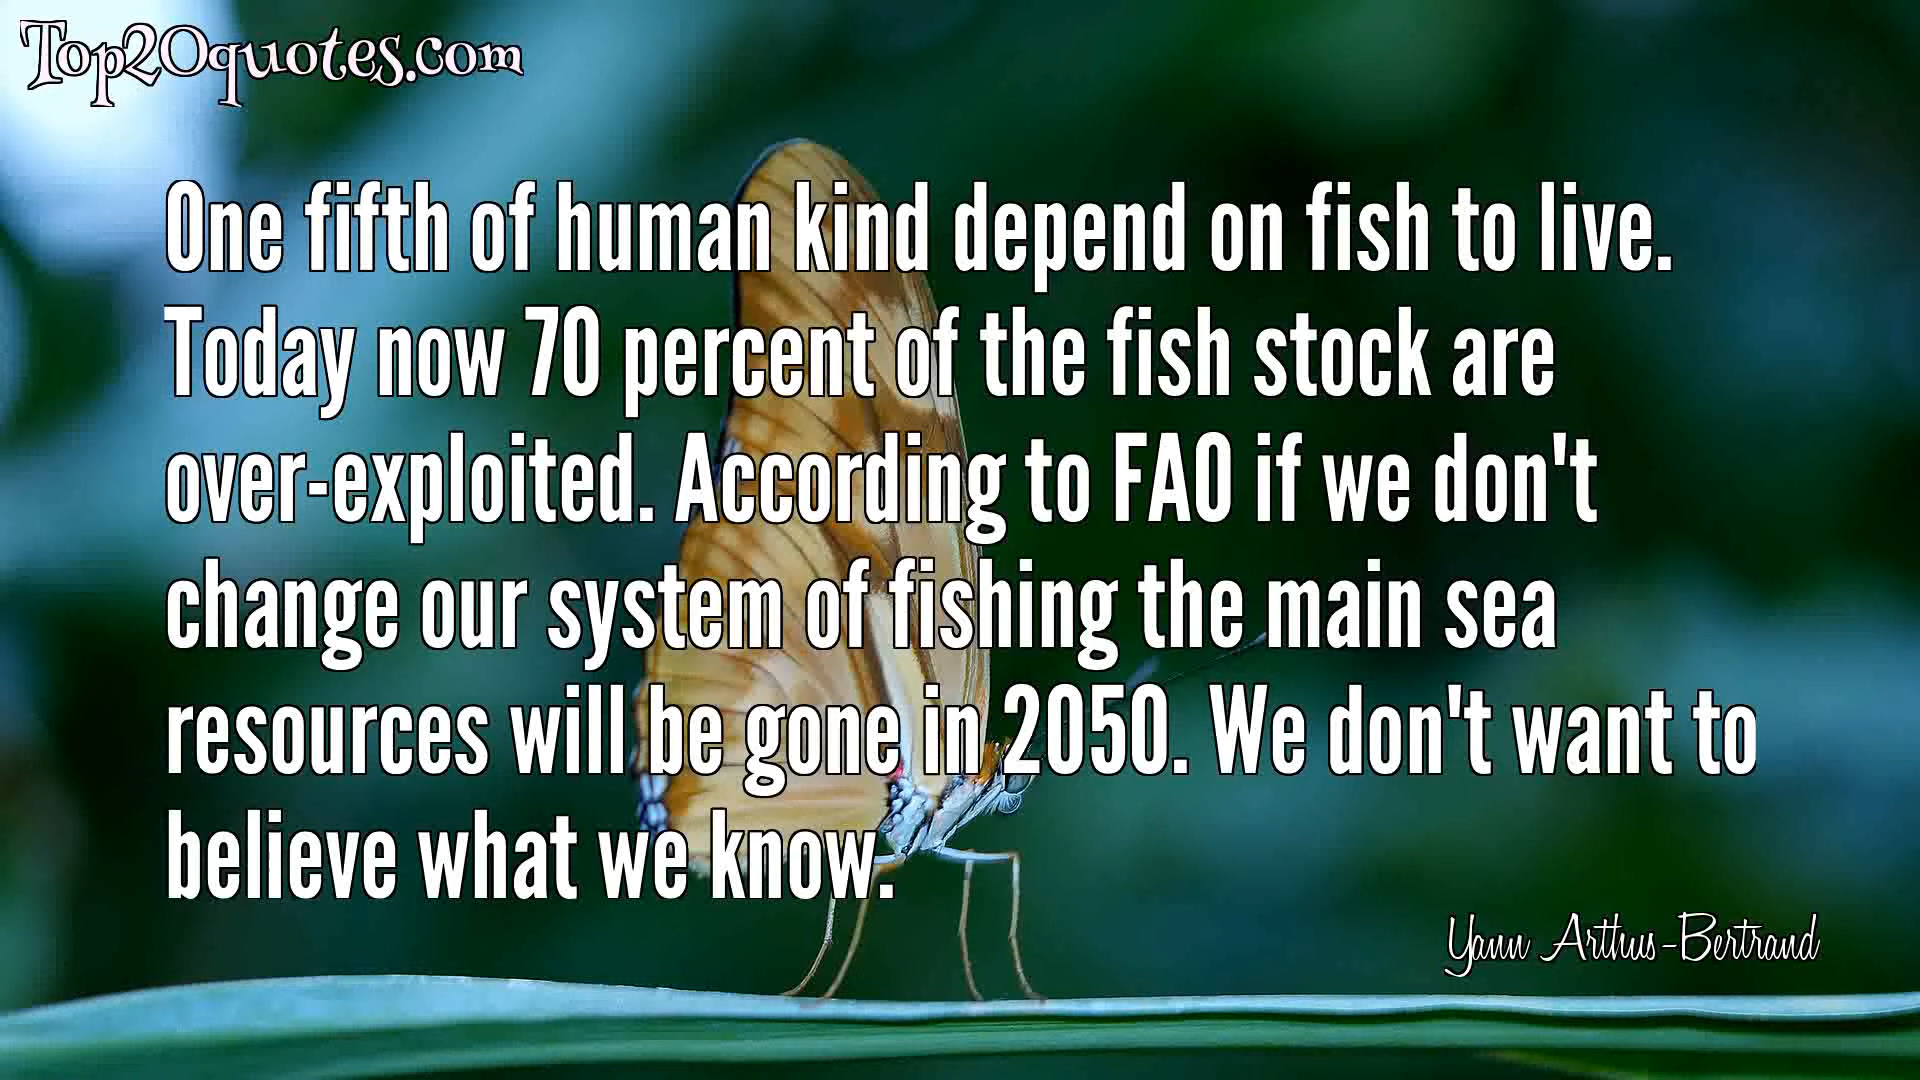 Top20quotes.com
One fifth of human kind depend on fish to live.
Today now 70 percent of the fish stock are
over-exploited. According to FAO if we don't
change our system of fishing the main sea
resources will be gone in 2050. We don't want to
believe what we know.
Yann Arthus-Bertrand